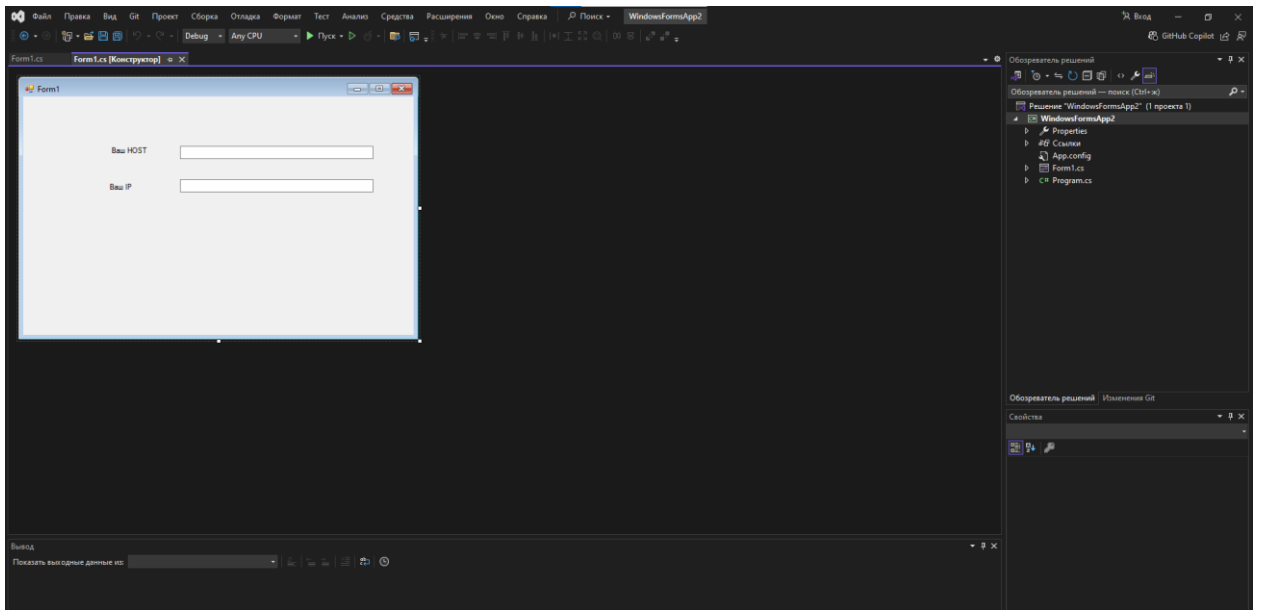 Файл Правка Вид Git Проект Сборка Отладка Формат Тест Анализ Средства Расширения Окно Справка Поиск WindowsFormsApp2 Вход
Debug Any CPU Пуск GitHub Copilot
Form1.cs Form1.cs [Конструктор]
Form1
Ваш HOST
Ваш IP
Обозреватель решений
Обозреватель решений — поиск (Ctrl+ж)
Решение "WindowsFormsApp2" (1 проекта 1)
WindowsFormsApp2
Properties
Ссылки
App.config
Form1.cs
C# Program.cs
Обозреватель решений Изменения Git
Свойства
Вывод
Показать выходные данные из: